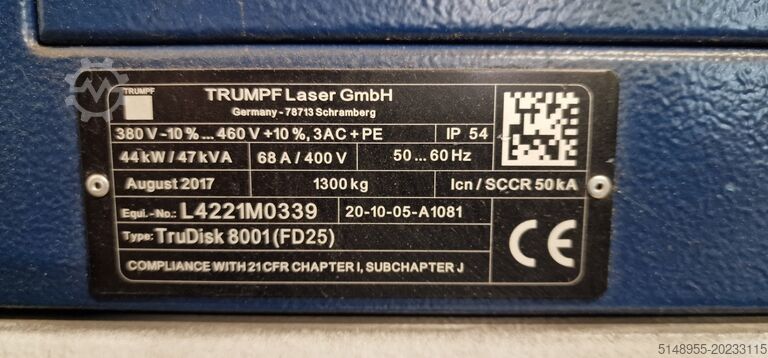 TRUMPF
TRUMPF Laser GmbH
Germany - 78713 Schramberg
380 V -10 % ... 460 V +10 %, 3AC + PE IP 54
44 kW / 47 kVA 68 A / 400 V 50 ... 60 Hz
August 2017 1300 kg Icn / SCCR 50 kA
Equi.-No.: L4221M0339 20-10-05-A1081
Type: TruDisk 8001 (FD25)
COMPLIANCE WITH 21 CFR CHAPTER I, SUBCHAPTER J
CE
5148955-20233115